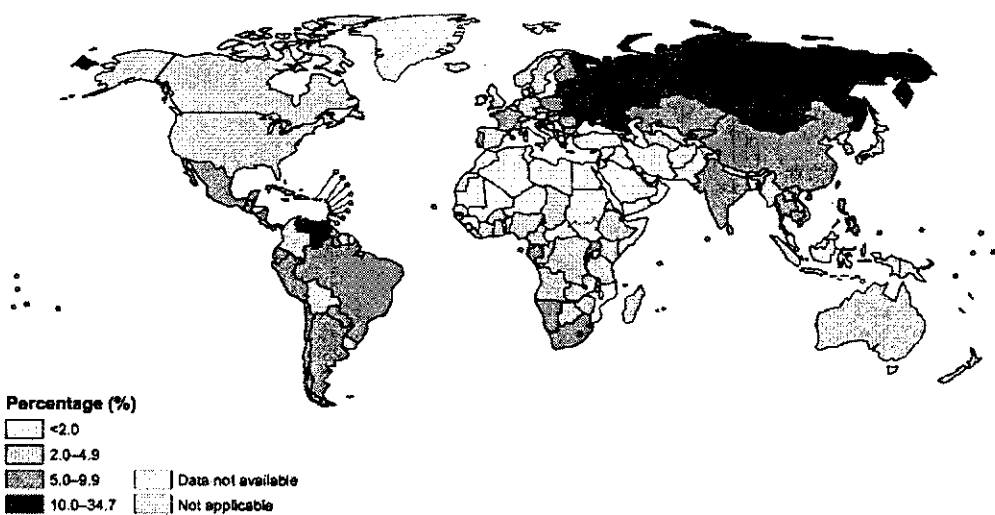 Percentage (%)
<2.0
2.0–4.9
5.0–9.9
Data not available
10.0–34.7
Not applicable